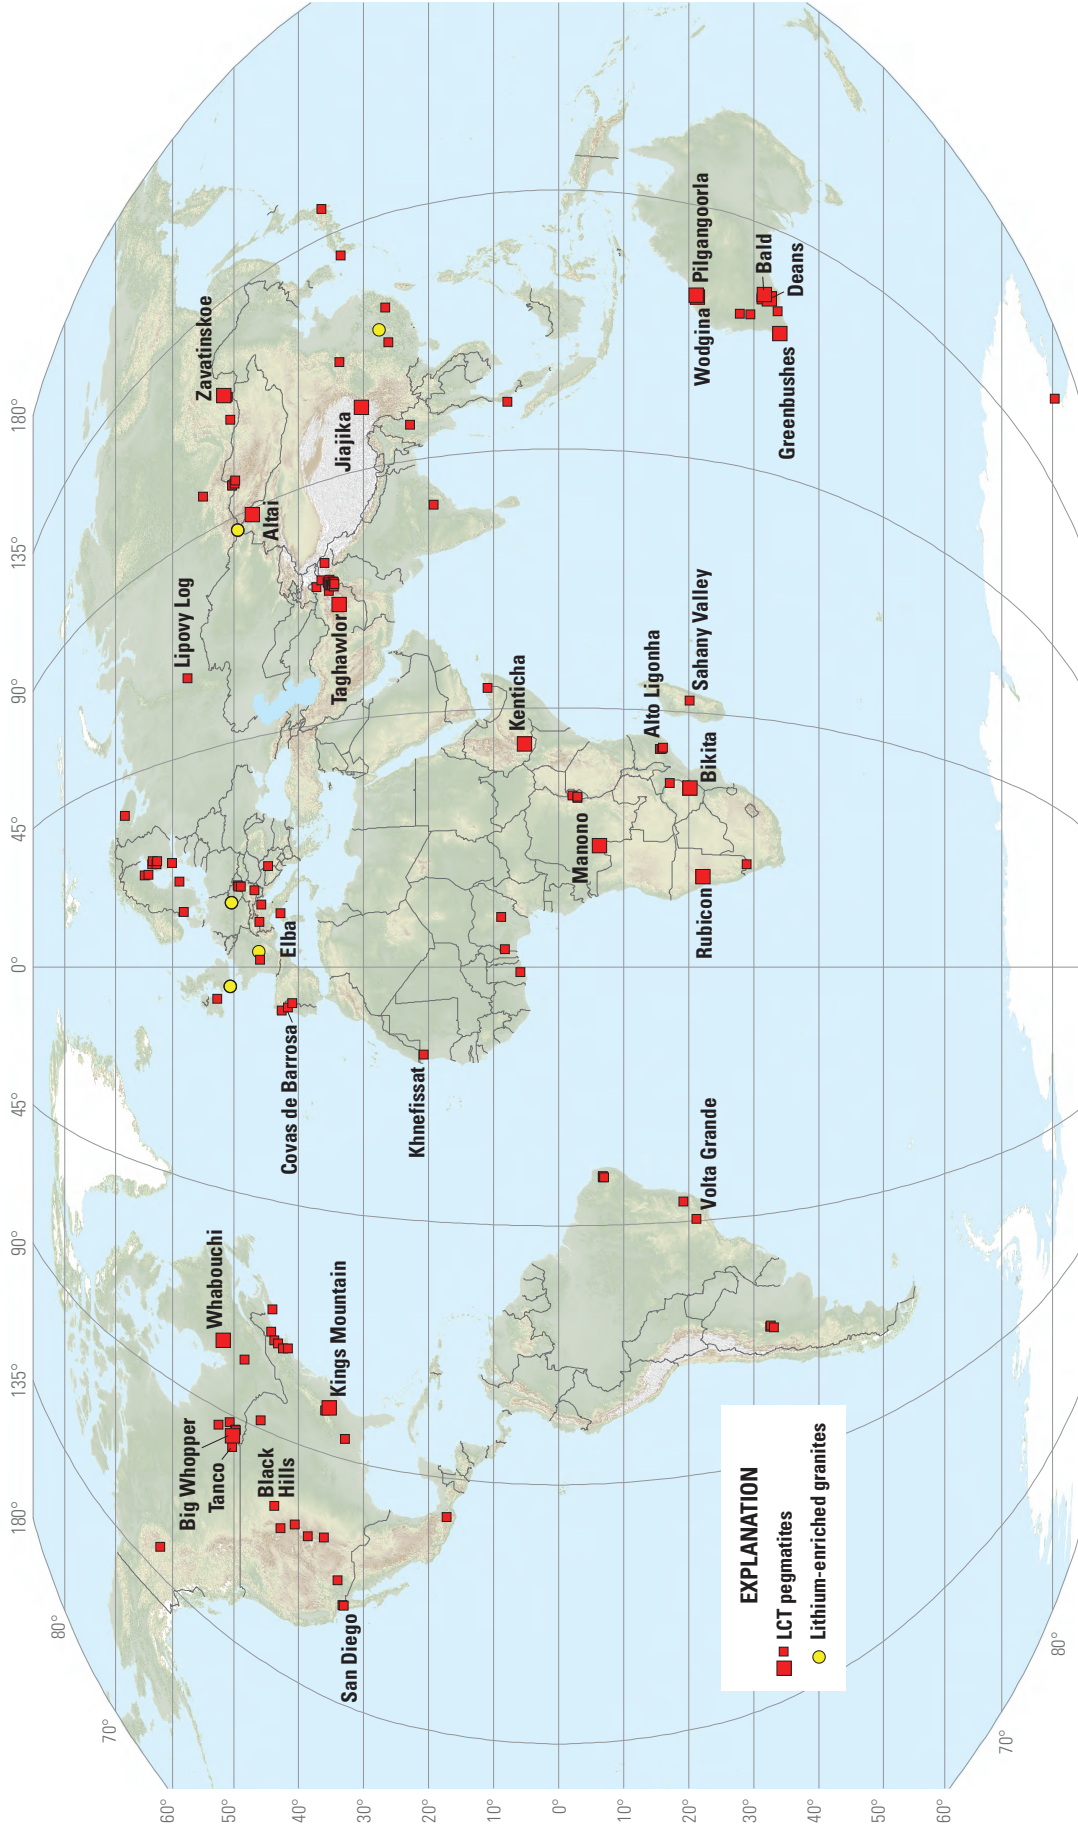 180°
135°
90°
45°
0°
45°
90°
135°
180°
80°
70°
60°
50°
40°
30°
20°
10°
0°
10°
20°
30°
40°
50°
60°
70°
80°
Big Whopper
Tanco
Whabouchi
Black
Hills
Kings Mountain
San Diego
Volta Grande
Covas de Barrosa
Elba
Khnefissat
Lipovy Log
Zavatinskoe
Altai
Jiajika
Taghawlor
Kenticha
Manono
Alto Ligonha
Sahany Valley
Bikita
Rubicon
Wodgina
Pilgangoorla
Bald
Deans
Greenbushes
EXPLANATION
LCT pegmatites
Lithium-enriched granites